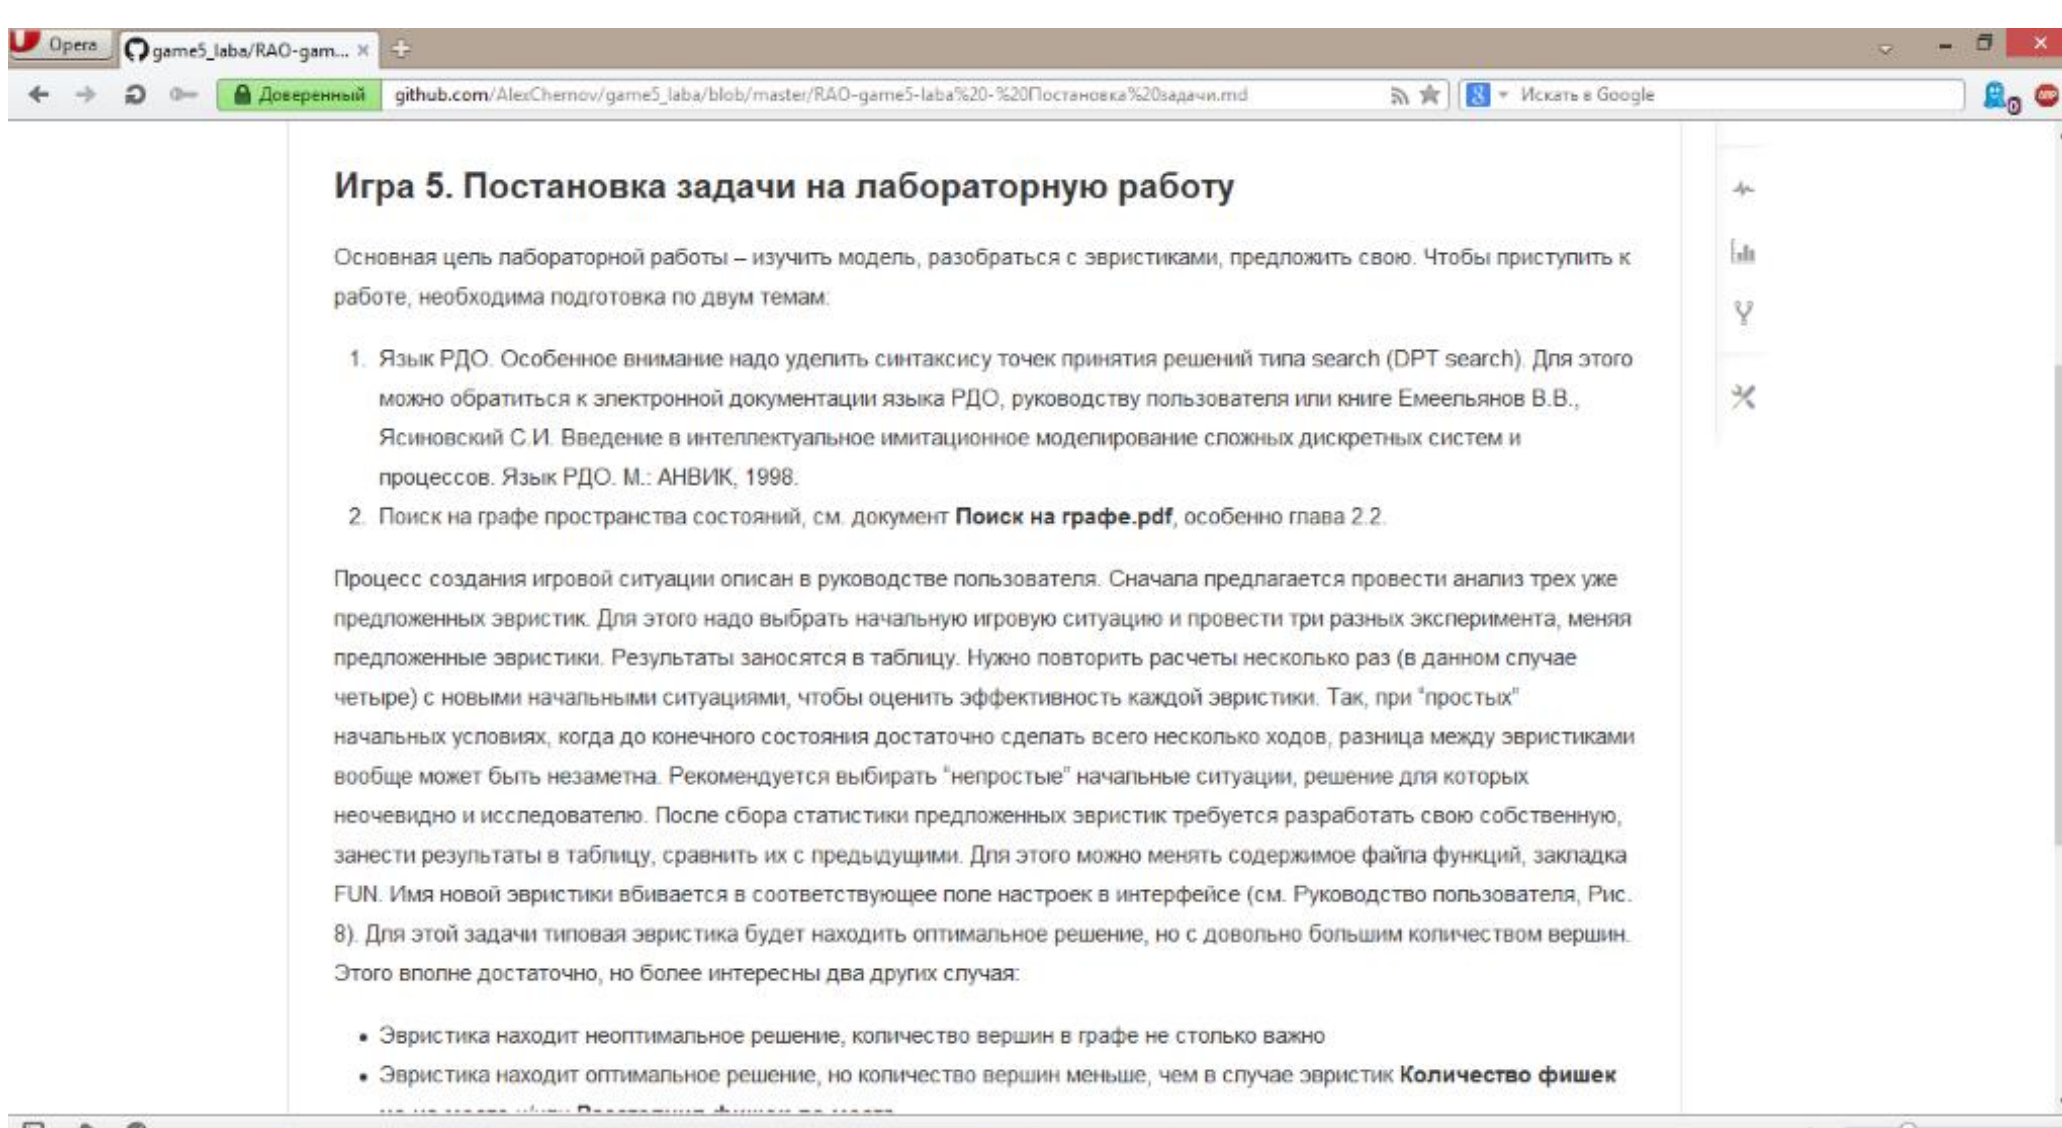 Opera
game5_laba/RAO-gam...
Доверенный
github.com/AlexChernov/game5_laba/blob/master/RAO-game5-laba%20-%20Постановка%20задачи.md
Искать в Google
0
ABP
Игра 5. Постановка задачи на лабораторную работу
Основная цель лабораторной работы – изучить модель, разобраться с эвристиками, предложить свою. Чтобы приступить к
работе, необходима подготовка по двум темам:
1. Язык РДО. Особенное внимание надо уделить синтаксису точек принятия решений типа search (DPT search). Для этого
можно обратиться к электронной документации языка РДО, руководству пользователя или книге Емеельянов В.В.,
Ясиновский С.И. Введение в интеллектуальное имитационное моделирование сложных дискретных систем и
процессов. Язык РДО. М.: АНВИК, 1998.
2. Поиск на графе пространства состояний, см. документ Поиск на графе.pdf, особенно глава 2.2.
Процесс создания игровой ситуации описан в руководстве пользователя. Сначала предлагается провести анализ трех уже
предложенных эвристик. Для этого надо выбрать начальную игровую ситуацию и провести три разных эксперимента, меняя
предложенные эвристики. Результаты заносятся в таблицу. Нужно повторить расчеты несколько раз (в данном случае
четыре) с новыми начальными ситуациями, чтобы оценить эффективность каждой эвристики. Так, при "простых"
начальных условиях, когда до конечного состояния достаточно сделать всего несколько ходов, разница между эвристиками
вообще может быть незаметна. Рекомендуется выбирать "непростые" начальные ситуации, решение для которых
неочевидно и исследователю. После сбора статистики предложенных эвристик требуется разработать свою собственную,
занести результаты в таблицу, сравнить их с предыдущими. Для этого можно менять содержимое файла функций, закладка
FUN. Имя новой эвристики вбивается в соответствующее поле настроек в интерфейсе (см. Руководство пользователя, Рис.
8). Для этой задачи типовая эвристика будет находить оптимальное решение, но с довольно большим количеством вершин.
Этого вполне достаточно, но более интересны два других случая:
• Эвристика находит неоптимальное решение, количество вершин в графе не столько важно
• Эвристика находит оптимальное решение, но количество вершин меньше, чем в случае эвристик Количество фишек